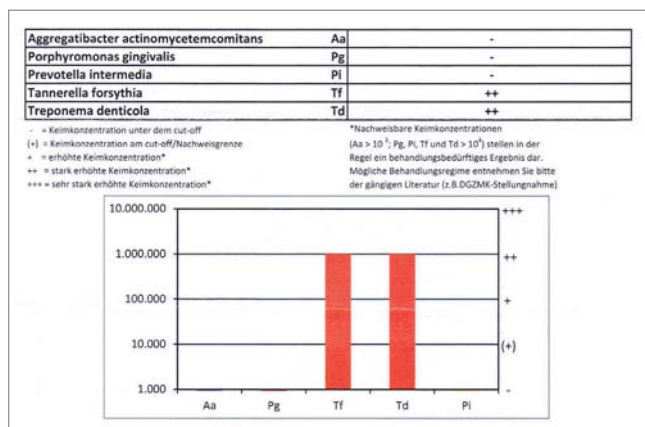 Aggregatibacter actinomycetemcomitans Aa -
Porphyromonas gingivalis Pg -
Prevotella intermedia Pi -
Tannerella forsythia Tf ++
Treponema denticola Td ++
- = Keimkonzentration unter dem cut-off
(+) = Keimkonzentration am cut-off/Nachweisgrenze
+ = erhöhte Keimkonzentration*
++ = stark erhöhte Keimkonzentration*
+++ = sehr stark erhöhte Keimkonzentration*
*Nachweisbare Keimkonzentrationen
(Aa > 10 ³; Pg, Pi, Tf und Td > 10⁴) stellen in der
Regel ein behandlungsbedürftiges Ergebnis dar.
Mögliche Behandlungsregime entnehmen Sie bitte
der gängigen Literatur (z.B.DGZMK-Stellungnahme)
10.000.000 +++
1.000.000 ++
100.000 +
10.000 (+)
1.000 -
Aa Pg Tf Td Pi